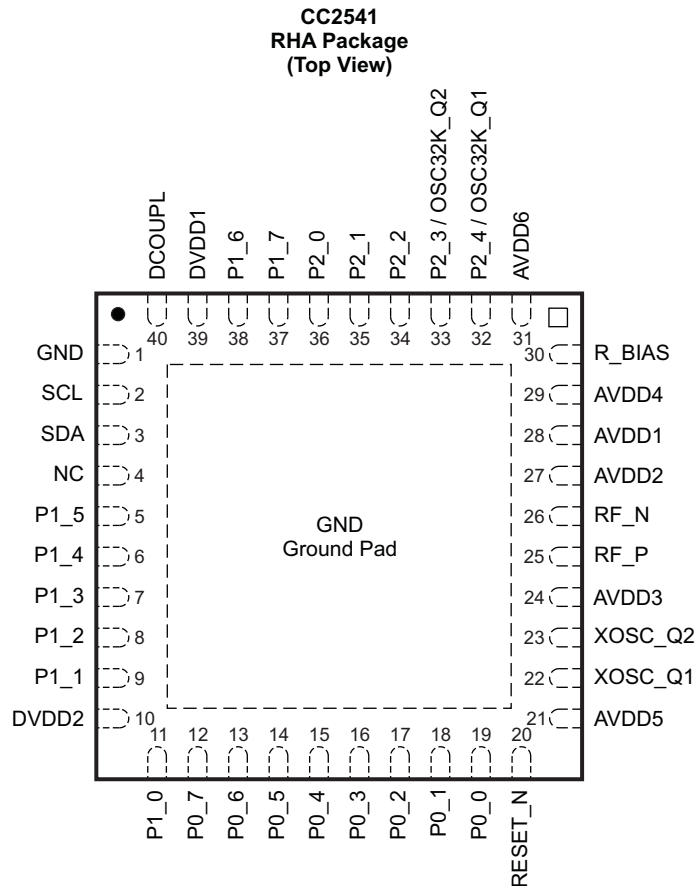 CC2541
RHA Package
(Top View)
DCOUPL
DVDD1
P1_6
P1_7
P2_0
P2_1
P2_2
P2_3 / OSC32K_Q2
P2_4 / OSC32K_Q1
AVDD6
40 39 38 37 36 35 34 33 32 31
GND 1 30 R_BIAS
SCL 2 29 AVDD4
SDA 3 28 AVDD1
NC 4 27 AVDD2
P1_5 5 26 RF_N
GND
Ground Pad
P1_4 6 25 RF_P
P1_3 7 24 AVDD3
P1_2 8 23 XOSC_Q2
P1_1 9 22 XOSC_Q1
DVDD2 10 21 AVDD5
11 12 13 14 15 16 17 18 19 20
P1_0
P0_7
P0_6
P0_5
P0_4
P0_3
P0_2
P0_1
P0_0
RESET_N